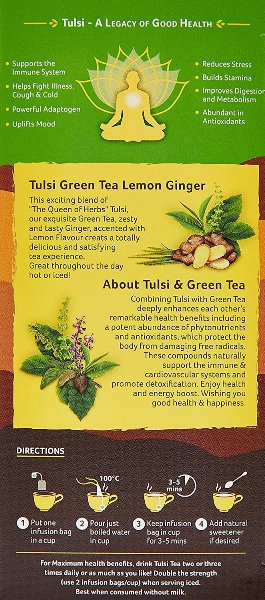 Tulsi - A Legacy of Good Health
• Supports the
Immune System
• Helps Fight Illness,
Cough & Cold
• Powerful Adaptogen
• Uplifts Mood
• Reduces Stress
• Builds Stamina
• Improves Digestion
and Metabolism
• Abundant in
Antioxidants
Tulsi Green Tea Lemon Ginger
This exciting blend of
"The Queen of Herbs" Tulsi,
our exquisite Green Tea, zesty
and tasty Ginger, accented with
Lemon Flavour creats a totally
delicious and satisfying
tea experience.
Great throughout the day
hot or iced!
About Tulsi & Green Tea
Combining Tulsi with Green Tea
deeply enhances each other's
remarkable health benefits including
a potent abundance of phytonutrients
and antioxidants, which protect the
body from damaging free radicals.
These compounds naturally
support the immune &
cardiovascular systems and
promote detoxification. Enjoy health
and energy boost. Wishing you
good health & happiness.
DIRECTIONS
100°C
3-5
mins
1 Put one
infusion bag
in a cup
2 Pour just
boiled water
in cup
3 Keep infusion
bag in cup
for 3-5 mins
4 Add natural
sweetener
if desired
For Maximum health benefits, drink Tulsi Tea two or three
times daily or as much as you like! Double the strength
(use 2 infusion bags/cup) when serving iced.
Best when consumed without milk.